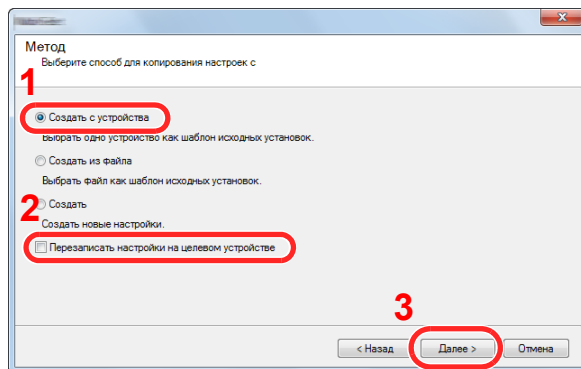 Метод
Выберите способ для копирования настроек с
1
Создать с устройства
Выбрать одно устройство как шаблон исходных установок.
Создать из файла
Выбрать файл как шаблон исходных установок.
2
Создать
Создать новые настройки.
Перезаписать настройки на целевом устройстве
3
< Назад
Далее >
Отмена